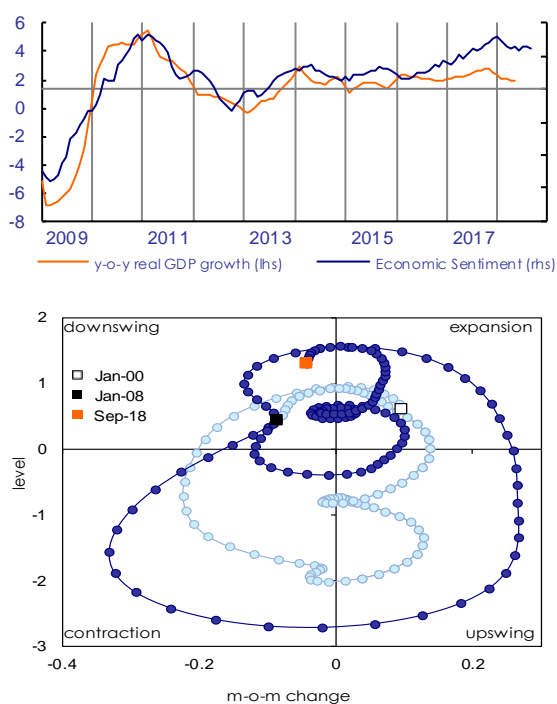 6
4
2
0
-2
-4
-6
-8
2009 2011 2013 2015 2017
y-o-y real GDP growth (lhs) Economic Sentiment (rhs)
2
downswing expansion
Jan-00
Jan-08
Sep-18
1
0
level
-1
-2
contraction upswing
-3
-0.4 -0.2 0 0.2
m-o-m change